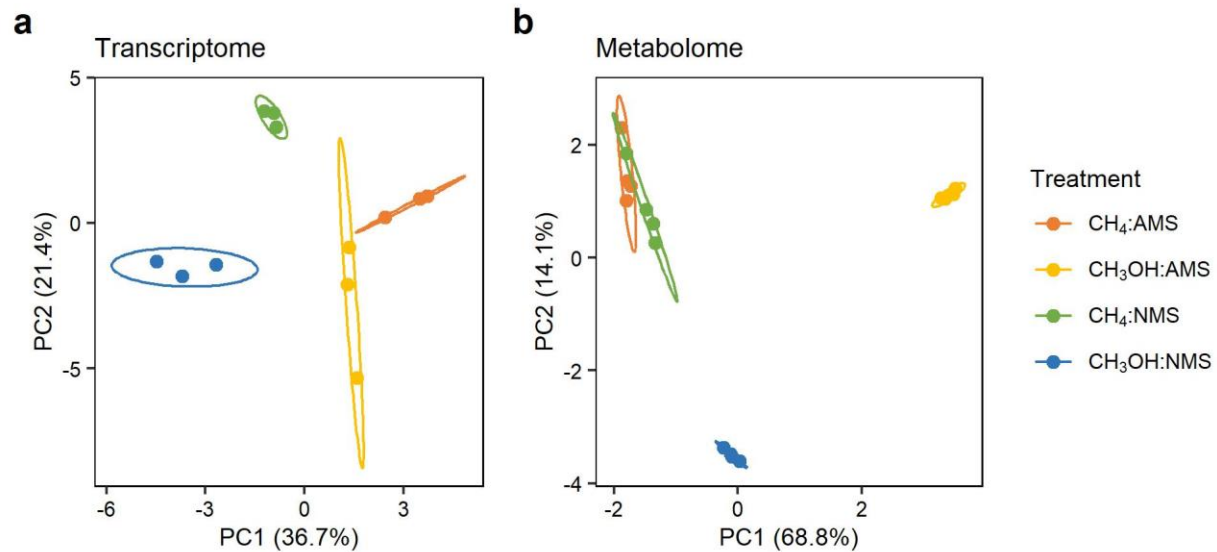 a
Transcriptome
5
0
-5
PC2 (21.4%)
-6 -3 0 3
PC1 (36.7%)
b
Metabolome
2
0
-2
-4
PC2 (14.1%)
-2 0 2
PC1 (68.8%)
Treatment
CH₄:AMS
CH₃OH:AMS
CH₄:NMS
CH₃OH:NMS